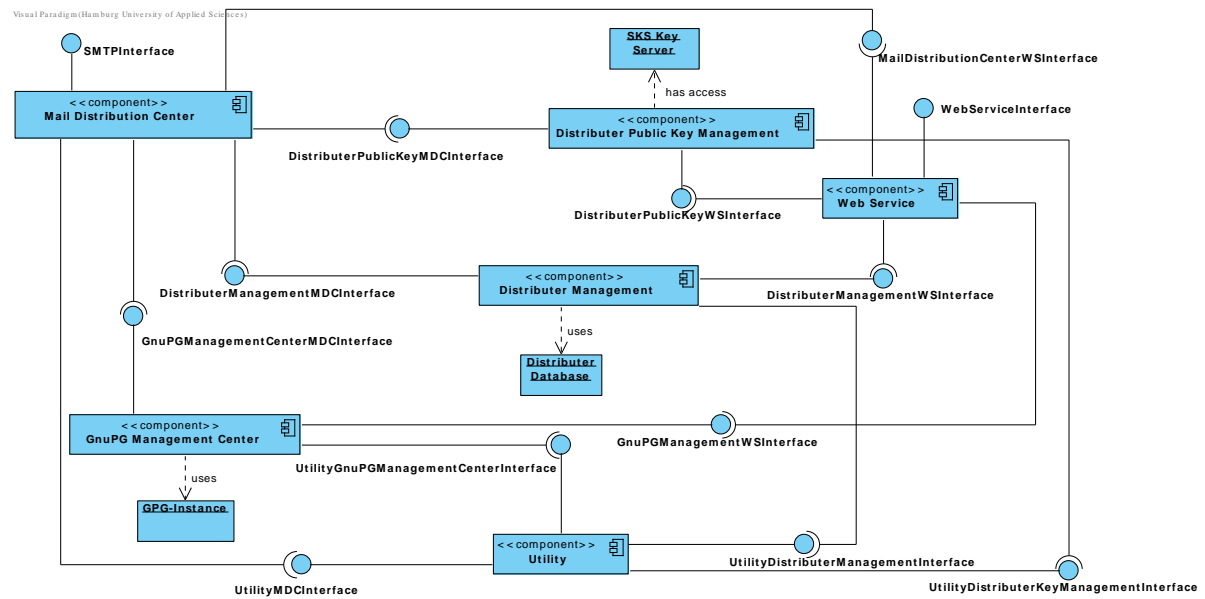 Visual Paradigm(Hamburg University of Applied Sciences)
SMTPInterface
SKS Key
Server
MailDistributionCenterWSInterface
has access
<<component>>
Mail Distribution Center
WebServiceInterface
<<component>>
Distributer Public Key Management
DistributerPublicKeyMDCInterface
<<component>>
Web Service
DistributerPublicKeyWSInterface
<<component>>
Distributer Management
DistributerManagementMDCInterface
DistributerManagementWSInterface
uses
GnuPGManagementCenterMDCInterface
Distributer
Database
<<component>>
GnuPG Management Center
GnuPGManagementWSInterface
UtilityGnuPGManagementCenterInterface
uses
GPG-Instance
<<component>>
Utility
UtilityDistributerManagementInterface
UtilityMDCInterface
UtilityDistributerKeyManagementInterface